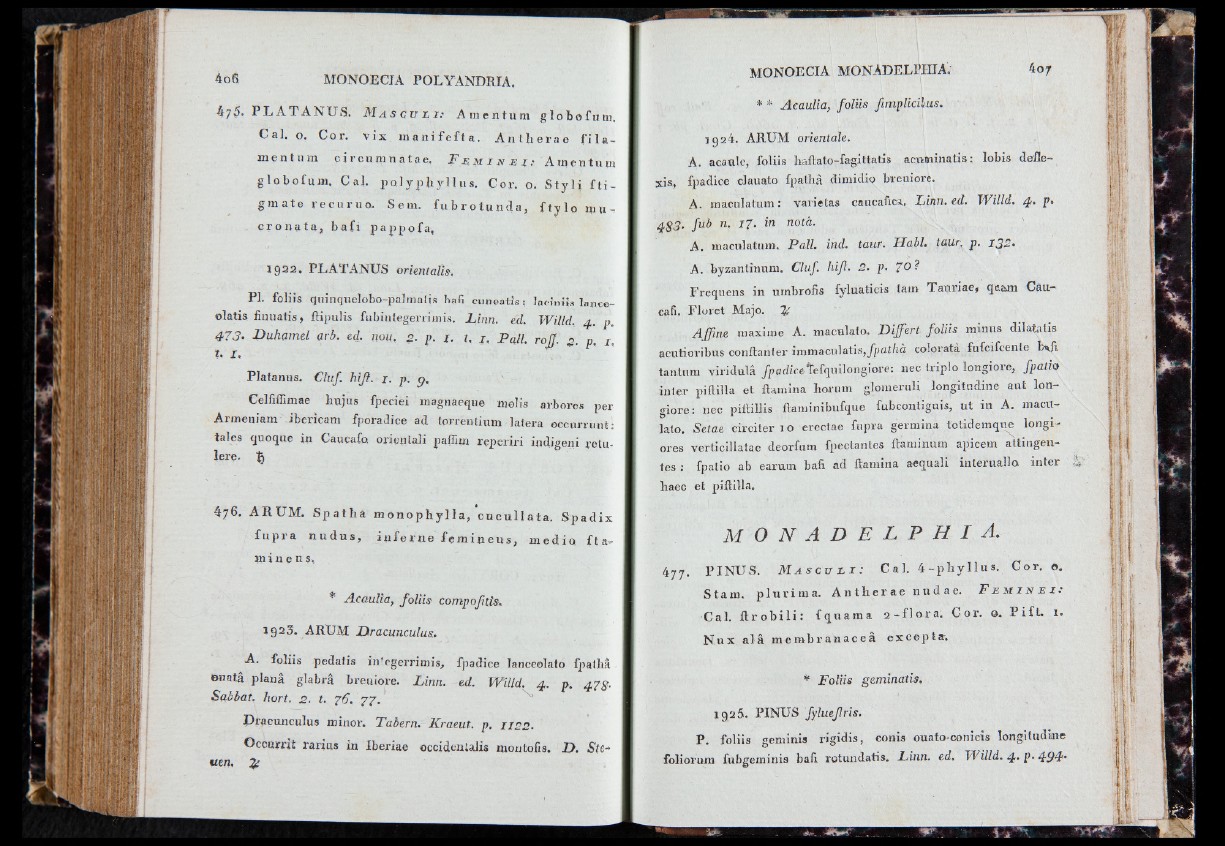 406 MONOECIA POLYANDRIA.
475. PLATANUS. MASCULI: Amentum globoſum.
Cal. 0. Cor. vix manifeſta. Antherae fila-
mentum circumnatae. FEMINEI: Amentum
globoſum. Cal. polyphyllus. Cor. 0. Styli ſti-
gmate recuruo. Sem. ſubrotunda, ſtylo mu-
cronata, baſi pappoſa.
1922. PLATANUS orientalis.
Pl. foliis quinquelobo-palmatis baſi cuneatis: laciniis lance-
olatis ſinuatis, ſtipulis ſubintegerrimis. Linn. ed. Willd. 4. p.
473. Duhamel arb. ed. nou. 2. p. 1. t. 1. Pall. roſſ. 2. p. 1.
t. 1.
Platanus. Cluſ. hiſt. 1. p. 9.
Celſiſſimae hujus ſpeciei magnaeque molis arbores per
Armeniam ibericam ſporadice ad torrentium latera occurrunt:
tales quoque in Caucaſo orientali paſſim reperiri indigeni retu-
lere. ♄
476. ARUM. Spatha monophylla, cucullata. Spadix
ſupra nudus, inferne femineus, medio ſta-
mineus.
* Acaulia, foliis compoſitis.
1923. ARUM Dracunculus.
A. foliis pedatis integerrimis, ſpadice lanceolato ſpathâ
ouatâ planâ glabrâ breuiore. Linn. ed. Willd. 4. p. 478.
Sabbat. hort. 2. t. 76. 77.
Dracunculus minor. Tabern. Kraeut. p. 1122.
Occurrit rarius in Iberiae occidentalis montoſis. D. Ste-
uen. ♃
MONOECIA MONADELPHIA. 407
** Acaulia, foliis ſimplicibus.
1924. ARUM orientale.
A. acaule, foliis haſtato-ſagittatis acuminatis: lobis defle-
xis, ſpadice clauato ſpathâ dimidio breuiore.
A. maculatum: varietas caucaſica, Linn. ed. Willd. 4. p.
483. ſub n. 17. in notâ.
A. maculatum. Pall. ind. taur. Habl. taur. p. 132.
A. byzantinum. Cluſ. hiſt. 2. p. 70?
Frequens in umbroſis ſyluaticis tam Tauriae, quam Cau-
caſi. Floret Majo. ♃
Affine maxime A. maculato. Differt foliis minus dilatatis
acutioribus conſtanter immaculatis, ſpathâ coloratâ fuſciſcente baſi
tantum viridulâ ſpadice ſeſquilongiore: nec triplo longiore, ſpatio
inter piſtilla et ſtamina horum glomeruli longitudine aut lon-
giore: nec piſtillis ſtaminibuſque ſubcontiguis, ut in A. macu-
lato. Setae circiter 10 erectae ſupra germina totidemque longi-
ores verticillatae deorſum ſpectantes ſtaminum apicem attingen-
tes: ſpatio ab earum baſi ad ſtamina aequali interuallo inter
haec et piſtilla.
MONADELPHIA.
477. PINUS. MASCULI: Cal. 4-phyllus. Cor. 0.
Stam. plurima. Antherae nudae. FEMINEI:
Cal. ſtrobili: ſquama 2-flora. Cor. 0. Piſt. 1.
Nux alâ membranaceâ excepta.
* Foliis geminatis.
1925. PINUS ſylueſtris.
P. foliis geminis rigidis, conis ouato-conicis longitudine
foliorum ſubgeminis baſi rotundatis. Linn. ed. Willd. 4. p. 494.